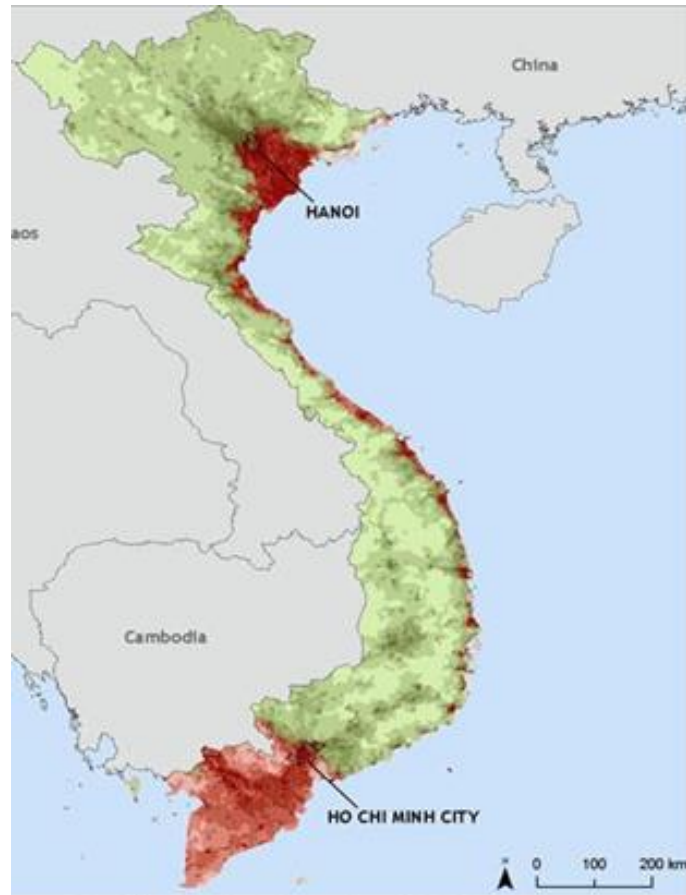 China
HANOI
aos
Cambodia
HO CHI MINH CITY
N
0 100 200 km